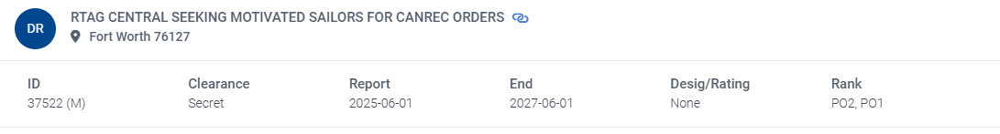 DR
RTAG CENTRAL SEEKING MOTIVATED SAILORS FOR CANREC ORDERS
Fort Worth 76127
ID Clearance Report End Desig/Rating Rank
37522 (M) Secret 2025-06-01 2027-06-01 None PO2, PO1